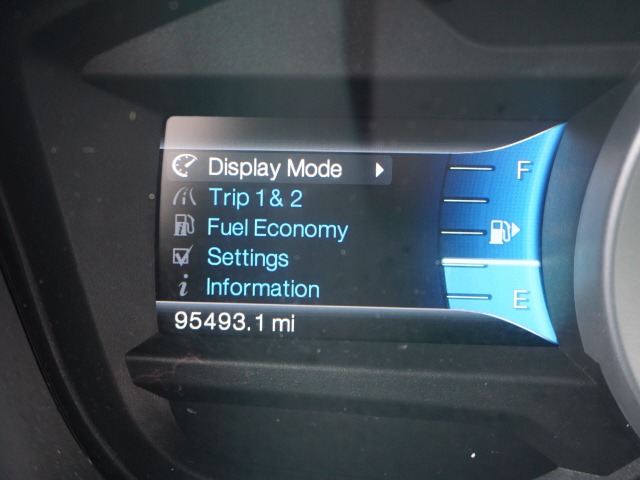 Display Mode
Trip 1 & 2
Fuel Economy
Settings
Information
95493.1 mi
F
E